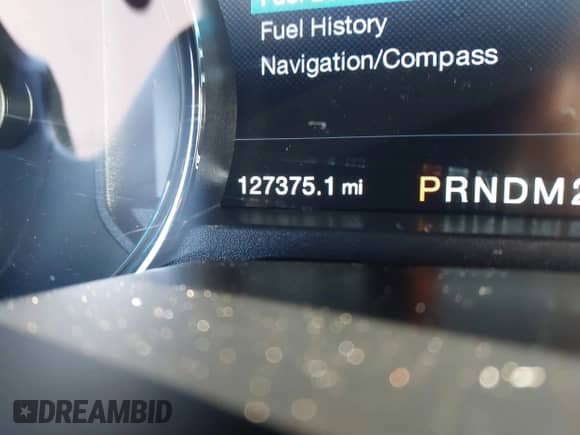 Fuel History
Navigation/Compass
127375.1 mi
PRNDM2
DREAMBID